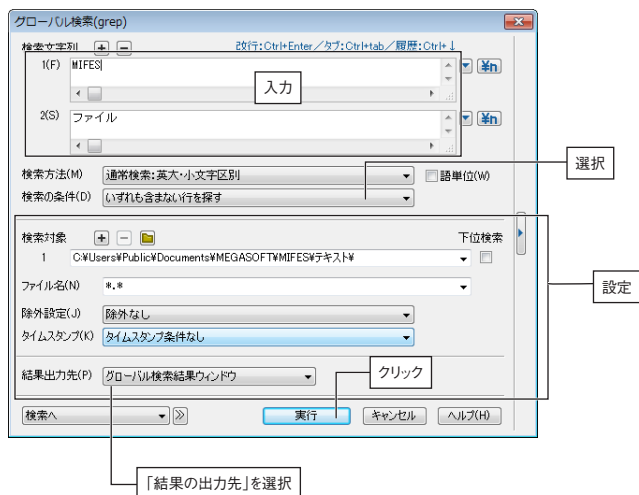 グローバル検索(grep)
検索文字列 改行:Ctrl+Enter/タブ:Ctrl+tab/履歴:Ctrl+↓
1(F) MIFES ¥n
入力
2(S) ファイル ¥n
検索方法(M) 通常検索:英大・小文字区別 語単位(W)
選択
検索の条件(D) いずれも含まない行を探す
検索対象 下位検索
1 C:¥Users¥Public¥Documents¥MEGASOFT¥MIFES¥テキスト¥
設定
ファイル名(N) *.*
除外設定(J) 除外なし
タイムスタンプ(K) タイムスタンプ条件なし
結果出力先(P) グローバル検索結果ウィンドウ
クリック
検索へ 実行 キャンセル ヘルプ(H)
「結果の出力先」を選択